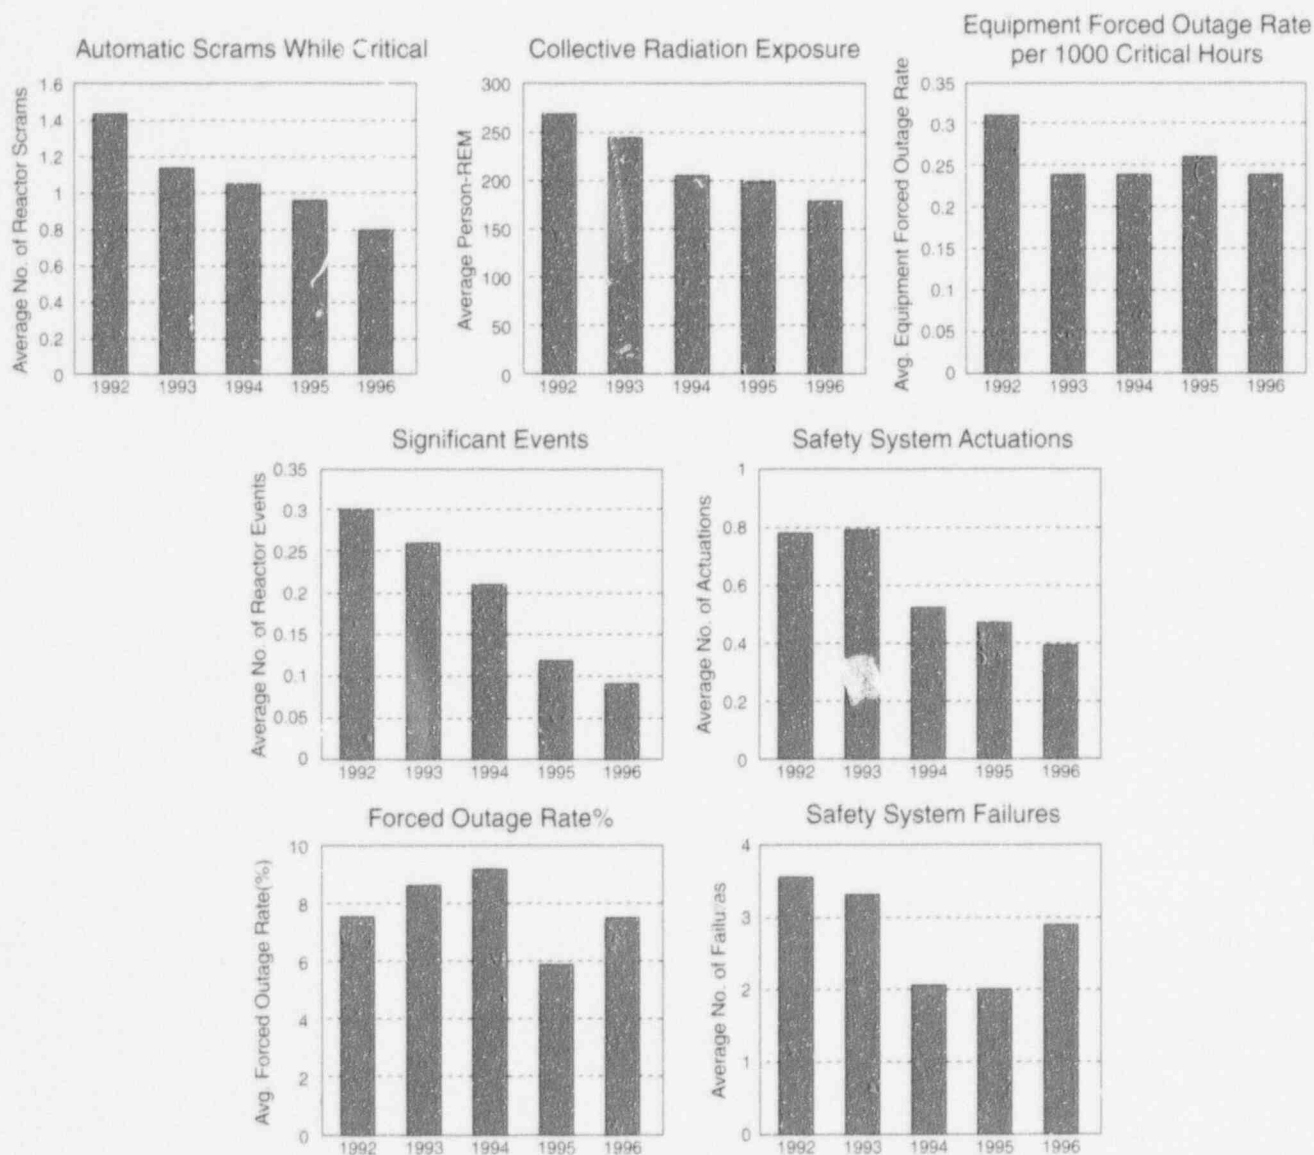 Automatic Scrams While Critical
Average No. of Reactor Scrams
1.6
1.4
1.2
1
0.8
0.6
0.4
0.2
0
1992 1993 1994 1995 1996
Collective Radiation Exposure
Average Person-REM
300
250
200
150
100
50
0
1992 1993 1994 1995 1996
Equipment Forced Outage Rate
per 1000 Critical Hours
Avg. Equipment Forced Outage Rate
0.35
0.3
0.25
0.2
0.15
0.1
0.05
0
1992 1993 1994 1995 1996
Significant Events
Average No. of Reactor Events
0.35
0.3
0.25
0.2
0.15
0.1
0.05
0
1992 1993 1994 1995 1996
Safety System Actuations
Average No. of Actuations
1
0.8
0.6
0.4
0.2
0
1992 1993 1994 1995 1996
Forced Outage Rate%
Avg. Forced Outage Rate(%)
10
8
6
4
2
0
1992 1993 1994 1995 1996
Safety System Failures
Average No. of Failures
4
3
2
1
0
1992 1993 1994 1995 1996